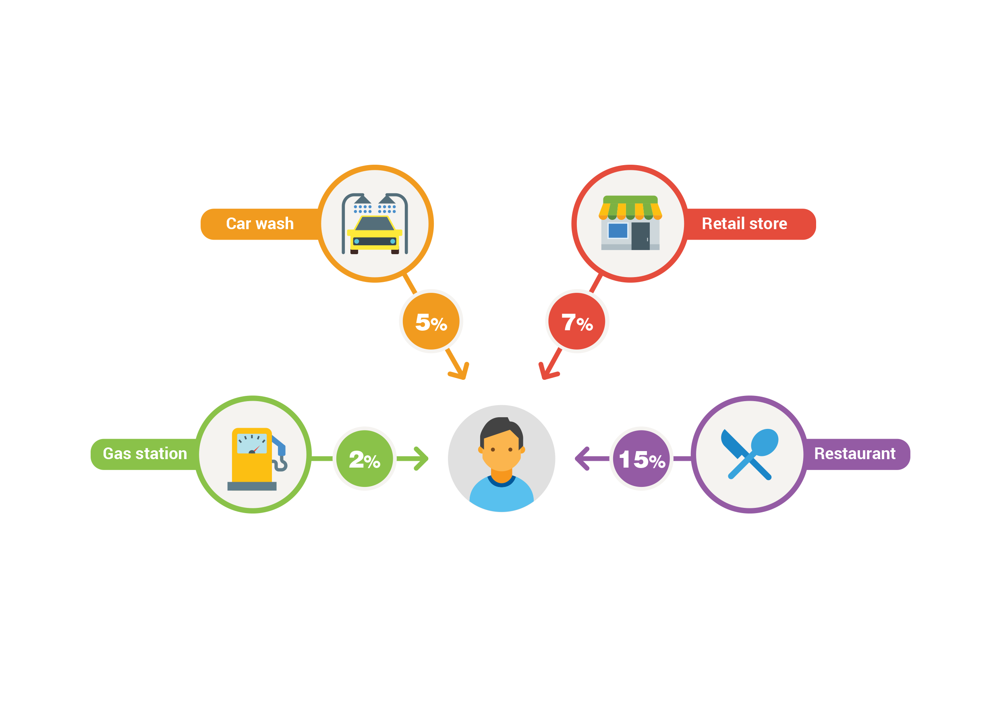 Car wash
Retail store
5%
7%
Gas station
2%
15%
Restaurant